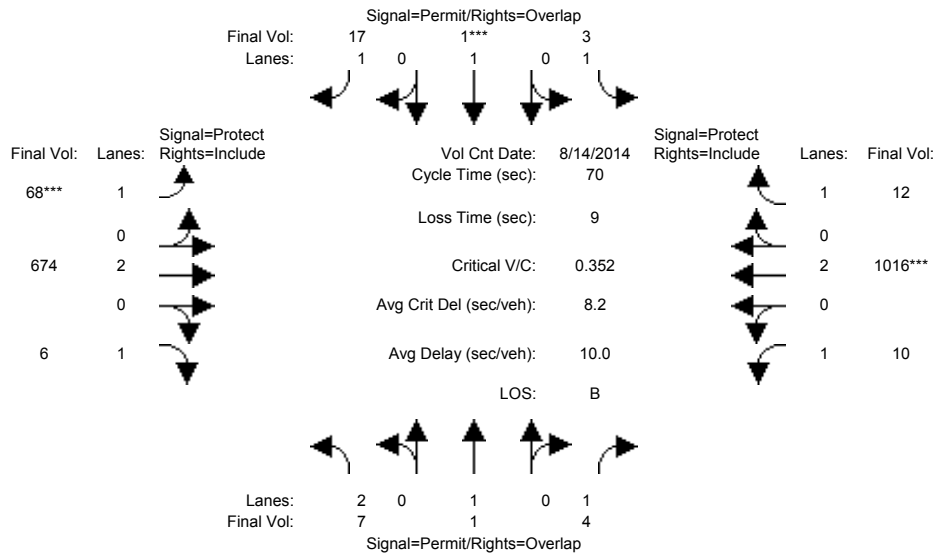 Signal=Permit/Rights=Overlap
Final Vol: 17 1*** 3
Lanes: 1 0 1 0 1
Signal=Protect Signal=Protect
Final Vol: Lanes: Rights=Include Vol Cnt Date: 8/14/2014 Rights=Include Lanes: Final Vol:
Cycle Time (sec): 70
68*** 1 1 12
Loss Time (sec): 9
0 0
674 2 Critical V/C: 0.352 2 1016***
0 Avg Crit Del (sec/veh): 8.2 0
6 1 Avg Delay (sec/veh): 10.0 1 10
LOS: B
Lanes: 2 0 1 0 1
Final Vol: 7 1 4
Signal=Permit/Rights=Overlap